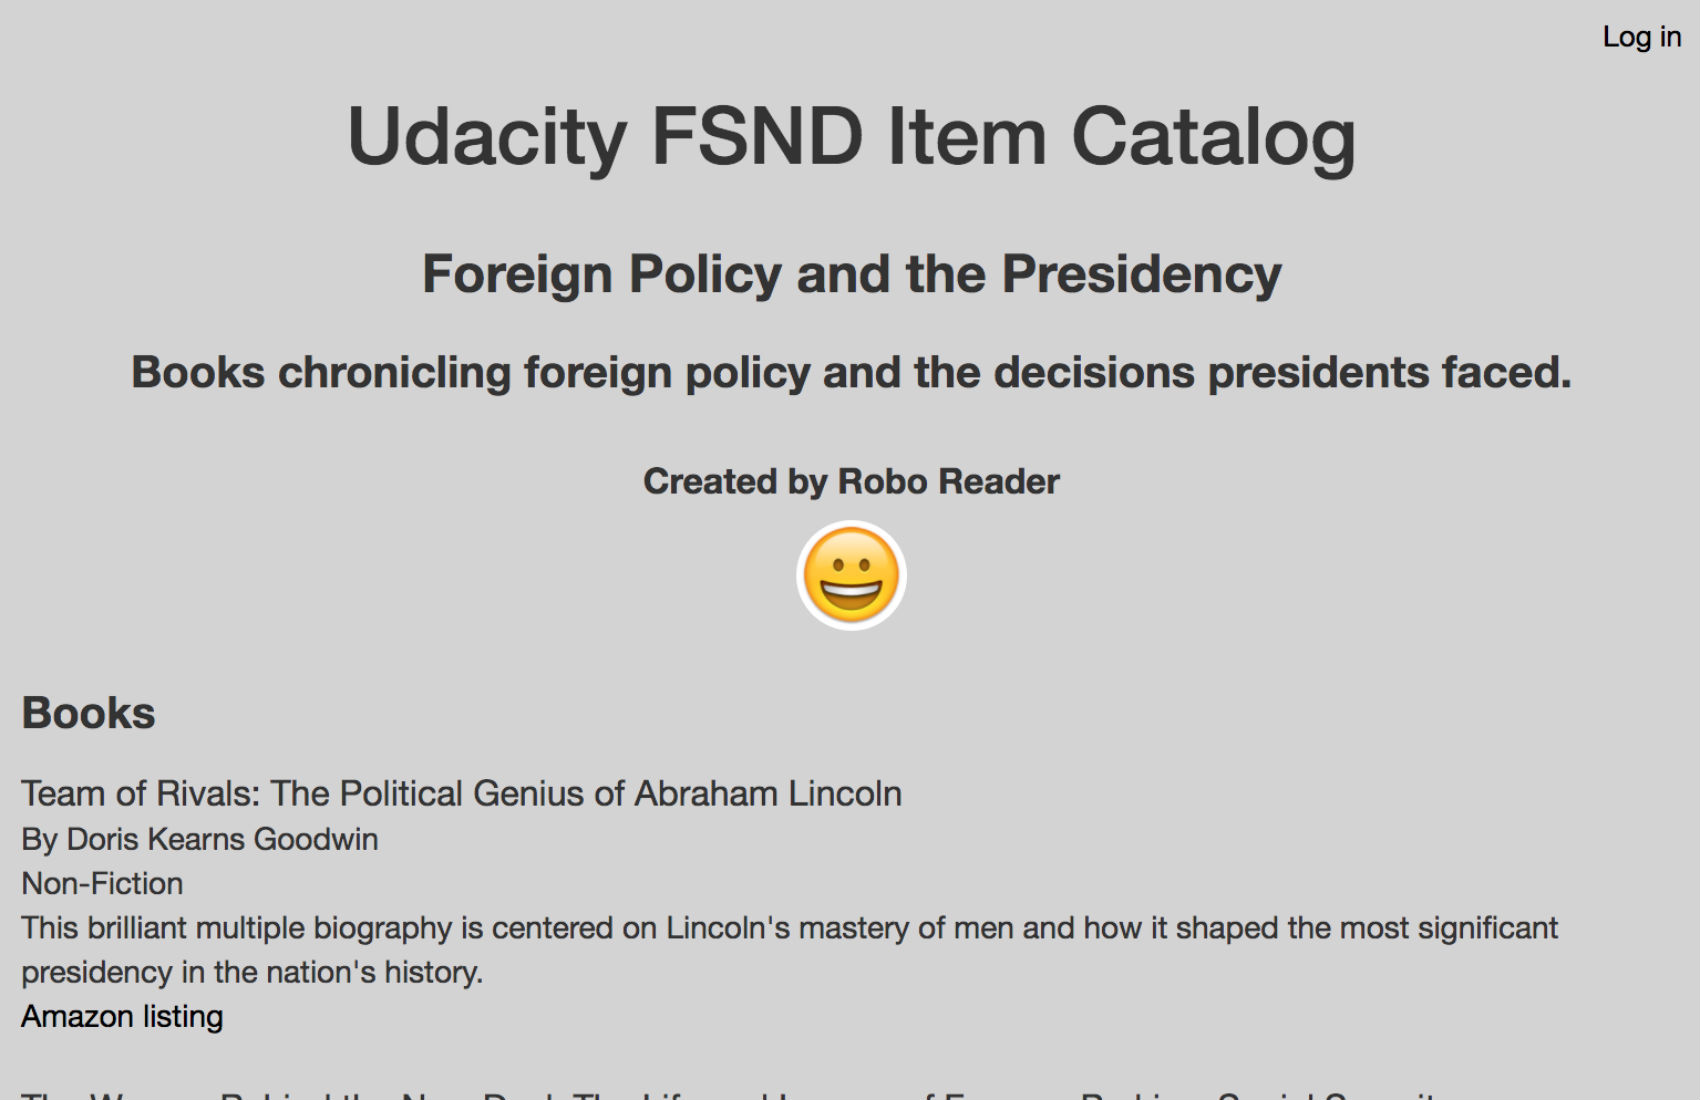 Log in
Udacity FSND Item Catalog
Foreign Policy and the Presidency
Books chronicling foreign policy and the decisions presidents faced.
Created by Robo Reader
Books
Team of Rivals: The Political Genius of Abraham Lincoln
By Doris Kearns Goodwin
Non-Fiction
This brilliant multiple biography is centered on Lincoln's mastery of men and how it shaped the most significant
presidency in the nation's history.
Amazon listing